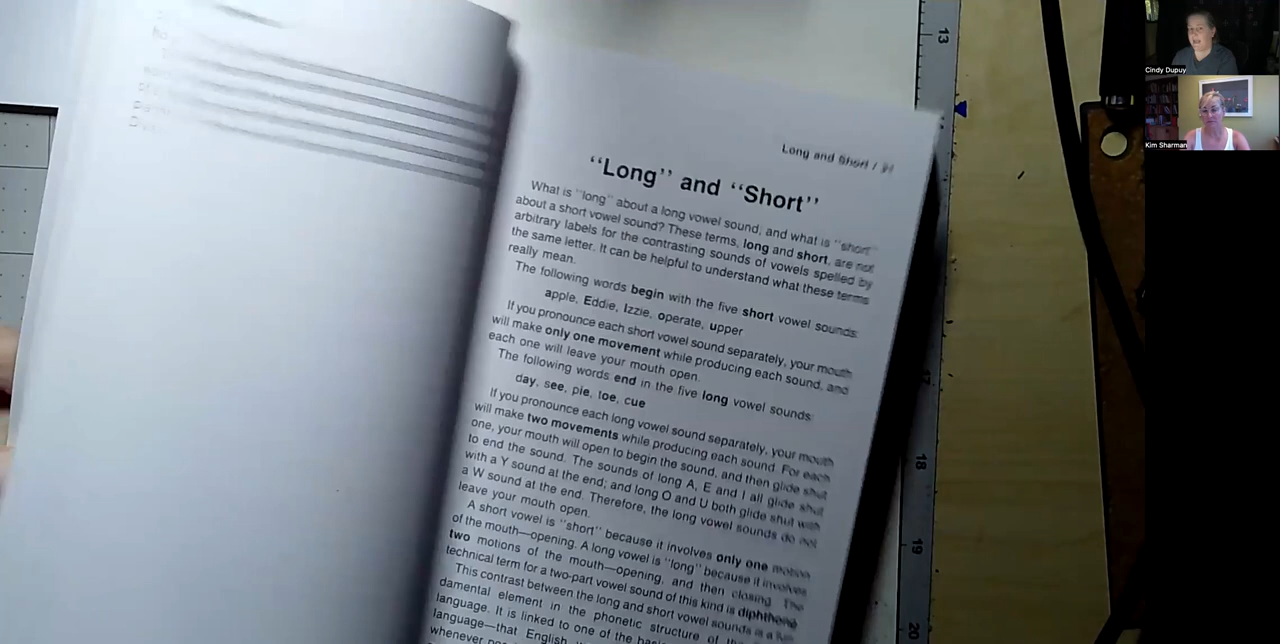 Long and Short /
“Long” and “Short”
What is “long” about a long vowel sound, and what is “short”
about a short vowel sound? These terms, long and short, are not
arbitrary labels for the contrasting sounds of vowels spelled by
the same letter. It can be helpful to understand what these terms
really mean.
The following words begin with the five short vowel sounds:
apple, Eddie, Izzie, operate, upper
If you pronounce each short vowel sound separately, your mouth
will make only one movement while producing each sound, and
each one will leave your mouth open.
The following words end in the five long vowel sounds:
day, see, pie, toe, cue
If you pronounce each long vowel sound separately, your mouth
will make two movements while producing each sound. For each
one, your mouth will open to begin the sound, and then glide shut
to end the sound. The sounds of long A, E and I all glide shut
with a Y sound at the end; and long O and U both glide shut with
a W sound at the end. Therefore, the long vowel sounds do not
leave your mouth open.
A short vowel is “short” because it involves only one motion
of the mouth—opening. A long vowel is “long” because it involves
two motions of the mouth—opening, and then closing. The
technical term for a two-part vowel sound of this kind is diphthong.
This contrast between the long and short vowel sounds is a fun-
damental element in the phonetic structure of
language. It is linked to one of the
language—that English,
whenever
13
18
19
20
Cindy Dupuy
Kim Sharman